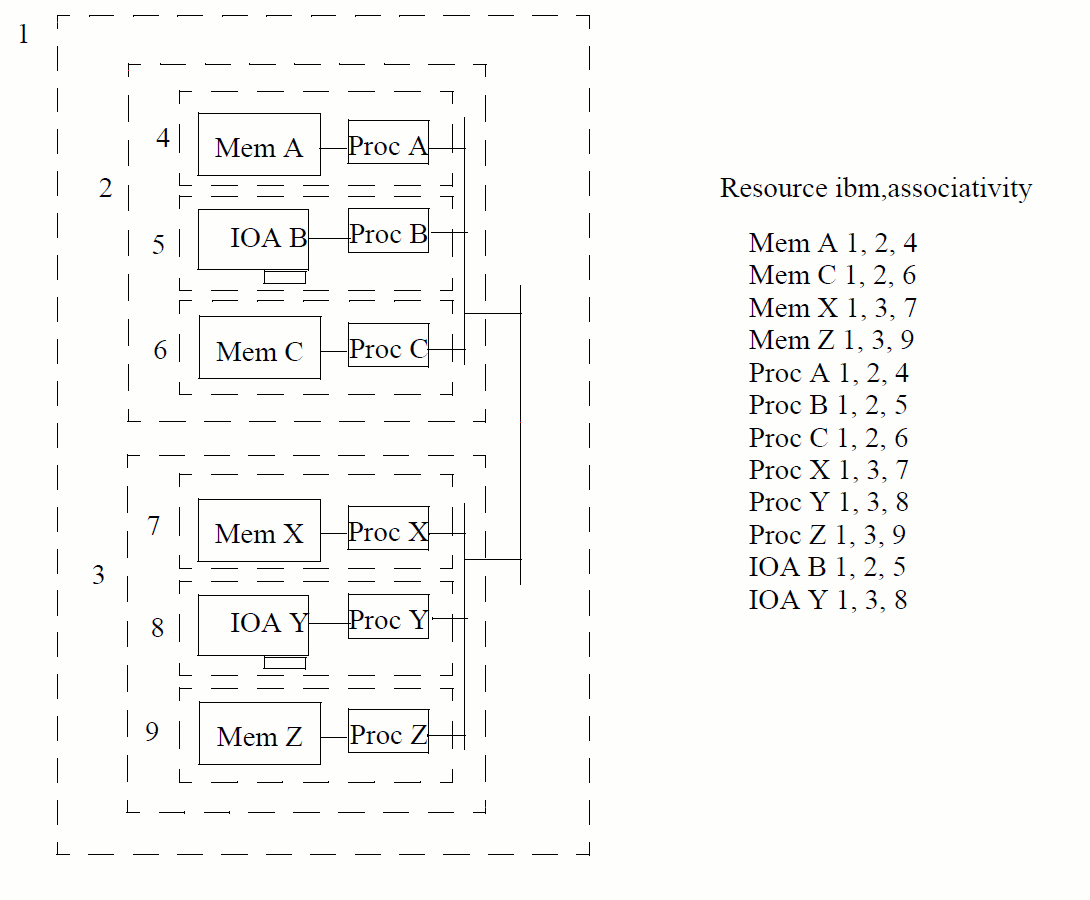 1
4
Mem A
Proc A
2
5
IOA B
Proc B
6
Mem C
Proc C
7
Mem X
Proc X
3
8
IOA Y
Proc Y
9
Mem Z
Proc Z
Resource ibm,associativity
Mem A 1, 2, 4
Mem C 1, 2, 6
Mem X 1, 3, 7
Mem Z 1, 3, 9
Proc A 1, 2, 4
Proc B 1, 2, 5
Proc C 1, 2, 6
Proc X 1, 3, 7
Proc Y 1, 3, 8
Proc Z 1, 3, 9
IOA B 1, 2, 5
IOA Y 1, 3, 8